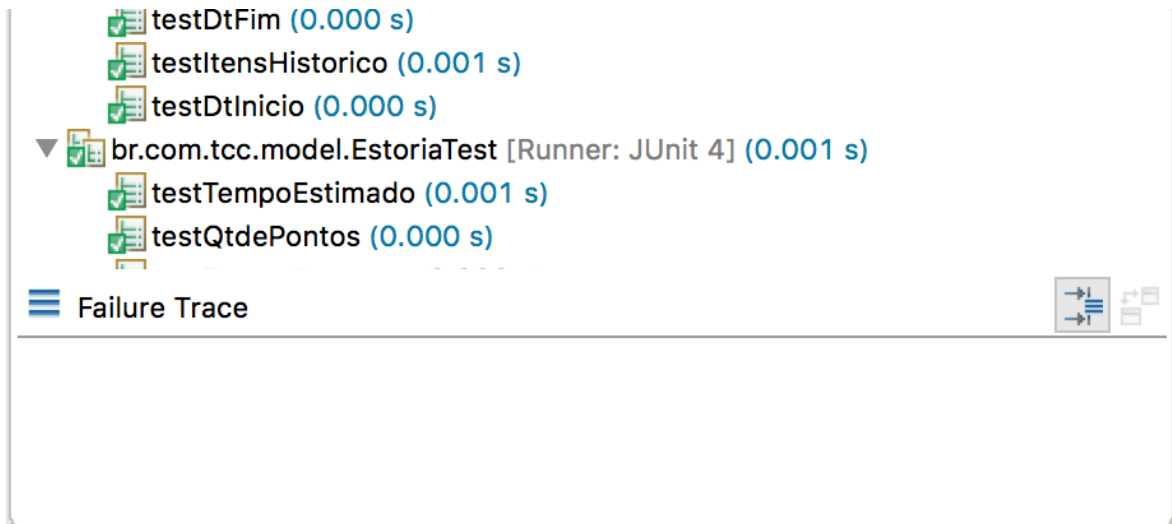 testDtFim (0.000 s)
testItensHistorico (0.001 s)
testDtInicio (0.000 s)
br.com.tcc.model.EstoriaTest [Runner: JUnit 4] (0.001 s)
testTempoEstimado (0.001 s)
testQtdePontos (0.000 s)
Failure Trace